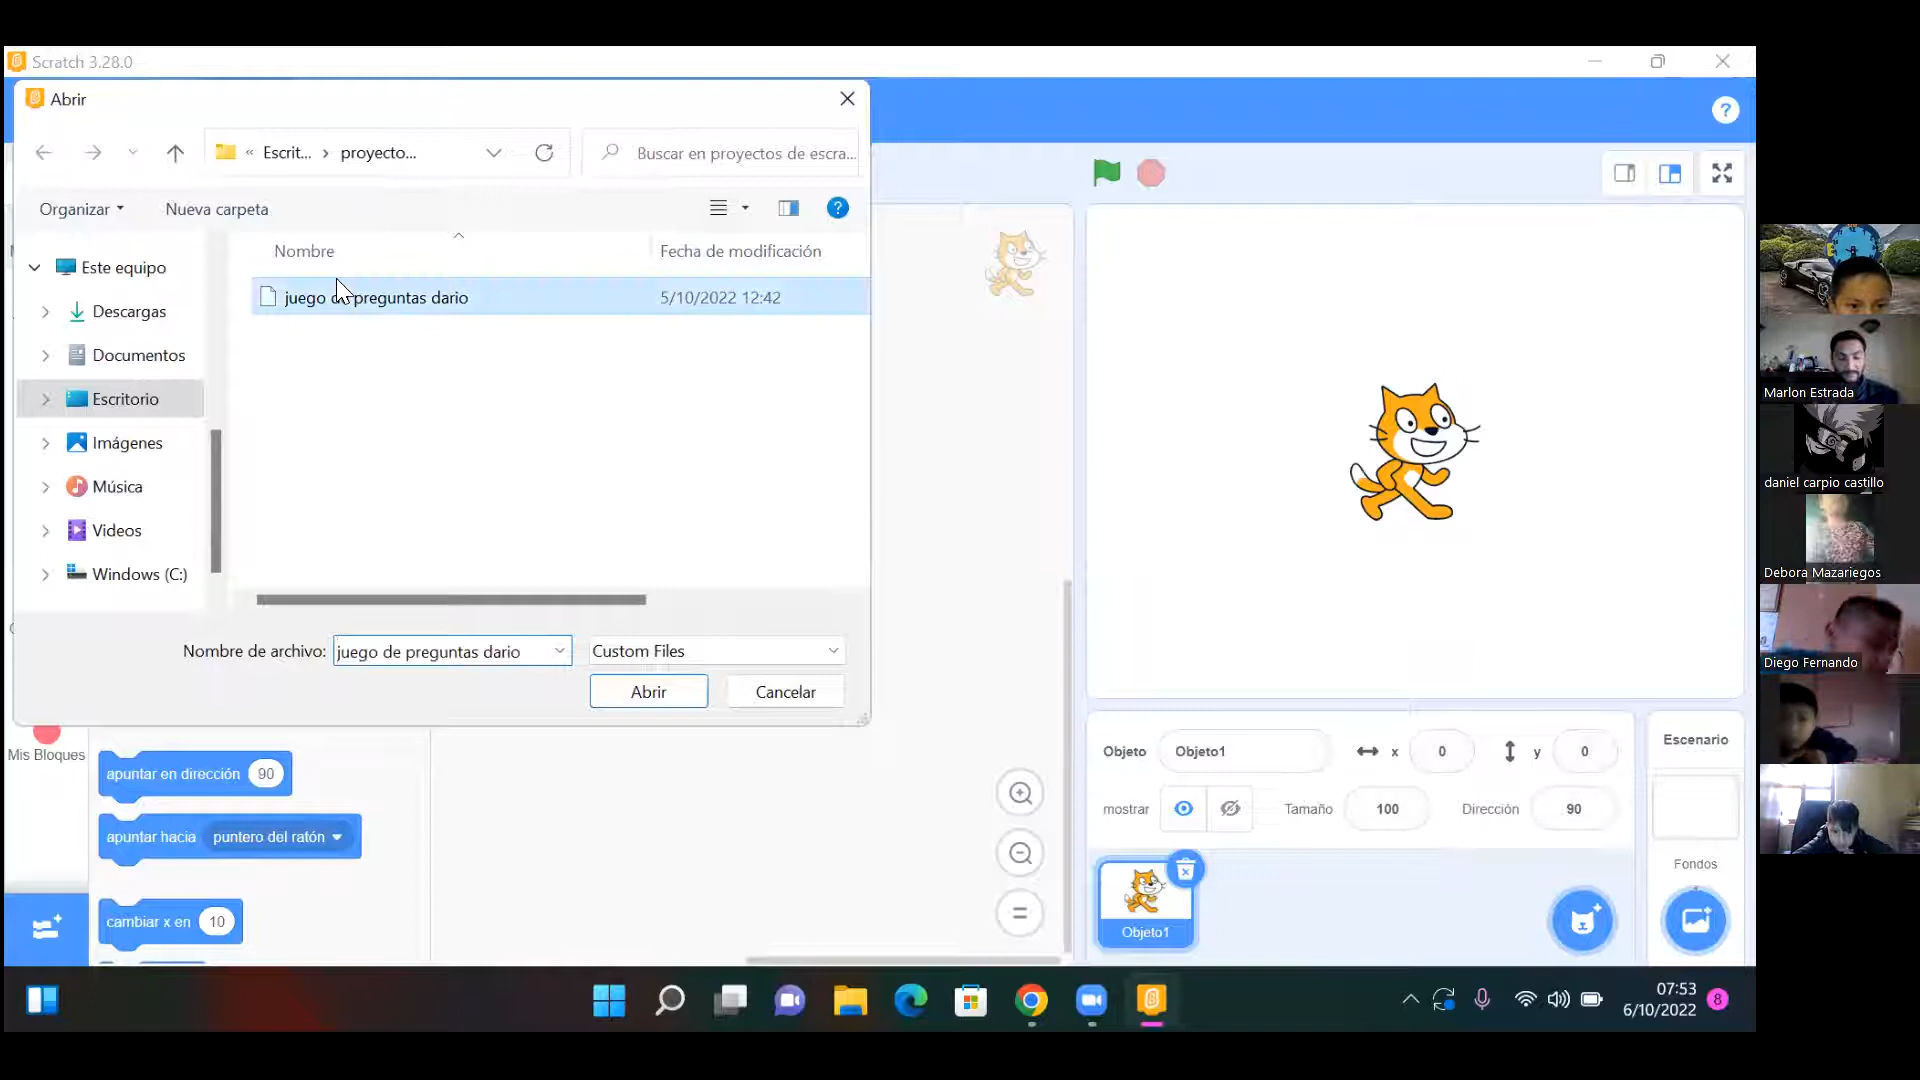 Scratch 3.28.0
Abrir
« Escrit... › proyecto...
Buscar en proyectos de escra...
Organizar
Nueva carpeta
Nombre
Fecha de modificación
Este equipo
juego de preguntas dario
5/10/2022 12:42
Descargas
Documentos
Escritorio
Imágenes
Música
Videos
Windows (C:)
Nombre de archivo:
juego de preguntas dario
Custom Files
Abrir
Cancelar
Mis Bloques
apuntar en dirección 90
apuntar hacia puntero del ratón
cambiar x en 10
Objeto
Objeto1
x
0
y
0
mostrar
Tamaño
100
Dirección
90
Objeto1
Escenario
Fondos
Marlon Estrada
daniel carpio castillo
Debora Mazariegos
Diego Fernando
07:53
6/10/2022
8